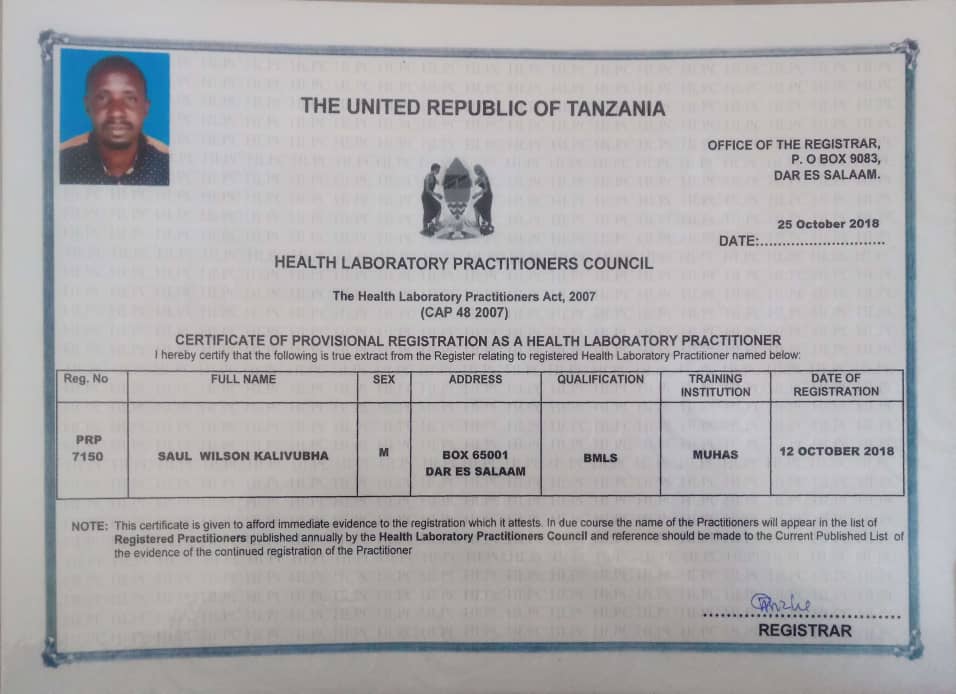 THE UNITED REPUBLIC OF TANZANIA
OFFICE OF THE REGISTRAR,
P. O BOX 9083,
DAR ES SALAAM.
25 October 2018
DATE:..............................
HEALTH LABORATORY PRACTITIONERS COUNCIL
The Health Laboratory Practitioners Act, 2007
(CAP 48 2007)
CERTIFICATE OF PROVISIONAL REGISTRATION AS A HEALTH LABORATORY PRACTITIONER
I hereby certify that the following is true extract from the Register relating to registered Health Laboratory Practitioner named below:
Reg. No FULL NAME SEX ADDRESS QUALIFICATION TRAINING INSTITUTION DATE OF REGISTRATION
PRP 7150 SAUL WILSON KALIVUBHA M BOX 65001 DAR ES SALAAM BMLS MUHAS 12 OCTOBER 2018
NOTE: This certificate is given to afford immediate evidence to the registration which it attests. In due course the name of the Practitioners will appear in the list of
Registered Practitioners published annually by the Health Laboratory Practitioners Council and reference should be made to the Current Published List of
the evidence of the continued registration of the Practitioner
REGISTRAR